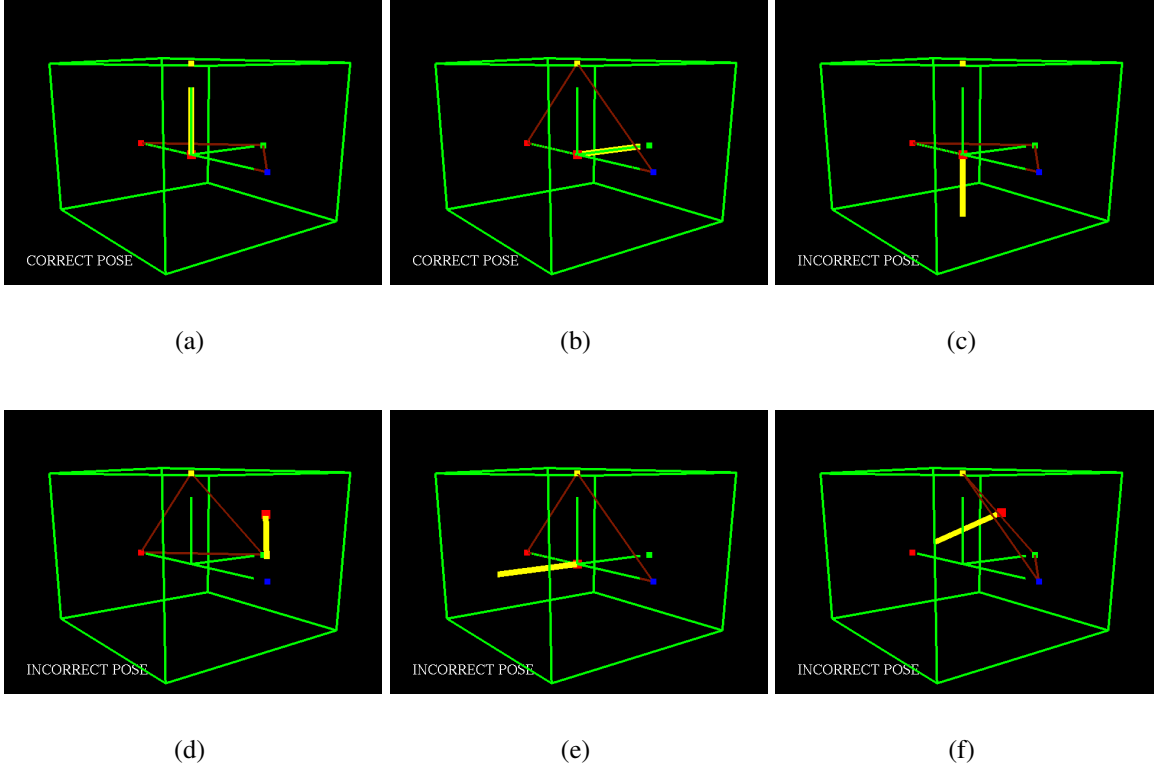 CORRECT POSE
CORRECT POSE
INCORRECT POSE
(a)
(b)
(c)
INCORRECT POSE
INCORRECT POSE
INCORRECT POSE
(d)
(e)
(f)